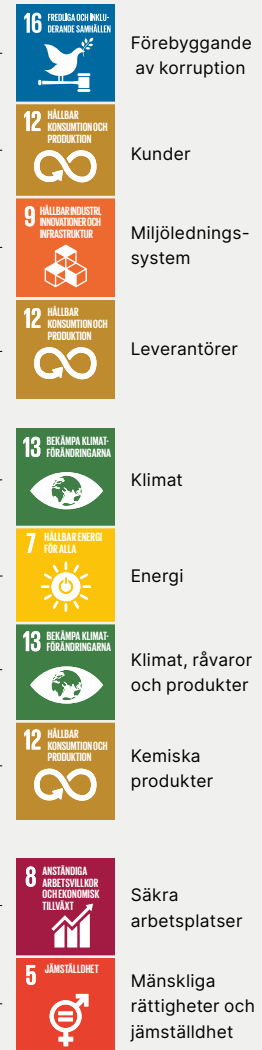 16 FREDLIGA OCH INKLU-
DERANDE SAMHÄLLEN
Förebyggande
av korruption
12 HÅLLBAR
KONSUMTION OCH
PRODUKTION
Kunder
9 HÅLLBAR INDUSTRI,
INNOVATIONER OCH
INFRASTRUKTUR
Miljölednings-
system
12 HÅLLBAR
KONSUMTION OCH
PRODUKTION
Leverantörer
13 BEKÄMPA KLIMAT-
FÖRÄNDRINGARNA
Klimat
7 HÅLLBAR ENERGI
FÖR ALLA
Energi
13 BEKÄMPA KLIMAT-
FÖRÄNDRINGARNA
Klimat, råvaror
och produkter
12 HÅLLBAR
KONSUMTION OCH
PRODUKTION
Kemiska
produkter
8 ANSTÄNDIGA
ARBETSVILLKOR
OCH EKONOMISK
TILLVÄXT
Säkra
arbetsplatser
5 JÄMSTÄLLDHET
Mänskliga
rättigheter och
jämställdhet